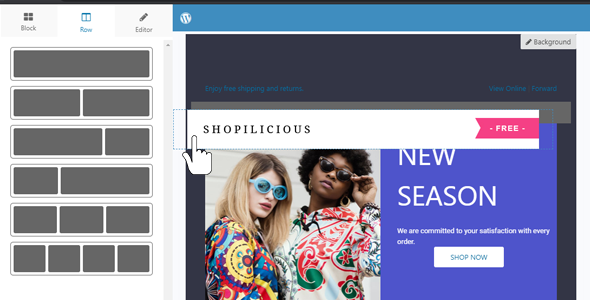 Block
Row
Editor
Background
Enjoy free shipping and returns.
View Online | Forward
SHOPILICIOUS
- FREE -
NEW
SEASON
We are committed to your satisfaction with every
order.
SHOP NOW